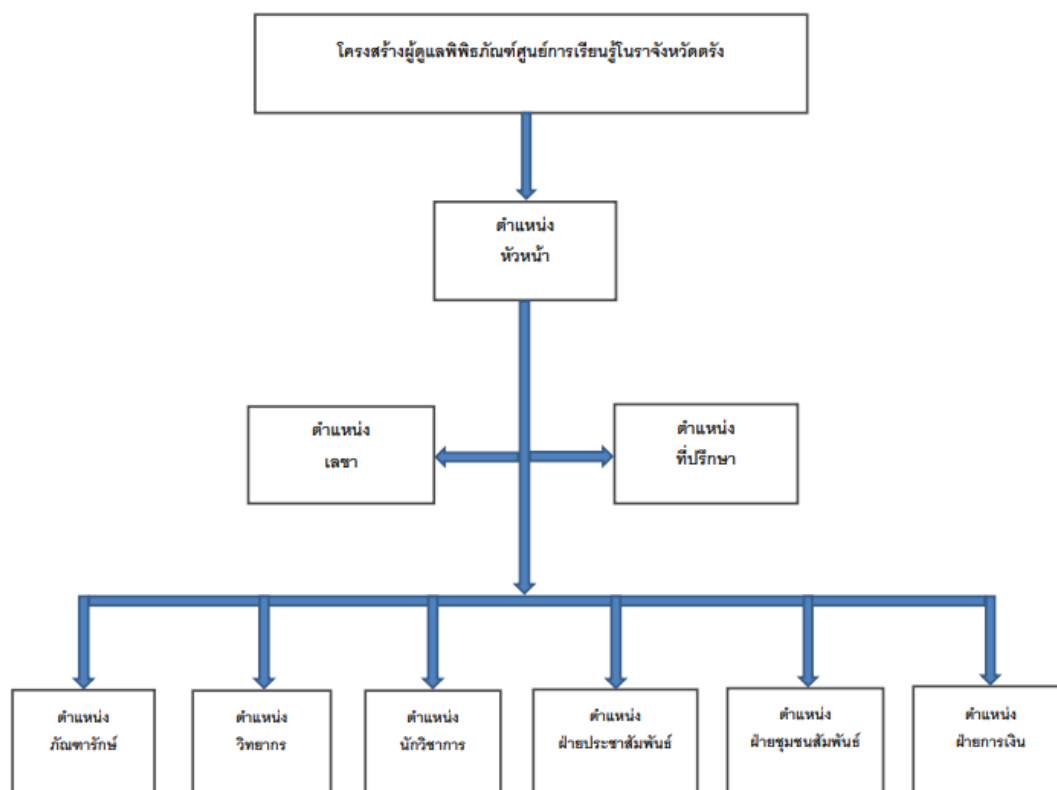 โครงสร้างผู้ดูแลพิพิธภัณฑ์ศูนย์การเรียนรู้โนราจังหวัดตรัง
ตำแหน่ง
หัวหน้า
ตำแหน่ง
เลขา
ตำแหน่ง
ที่ปรึกษา
ตำแหน่ง
ภัณฑารักษ์
ตำแหน่ง
วิทยากร
ตำแหน่ง
นักวิชาการ
ตำแหน่ง
ฝ่ายประชาสัมพันธ์
ตำแหน่ง
ฝ่ายชุมชนสัมพันธ์
ตำแหน่ง
ฝ่ายการเงิน